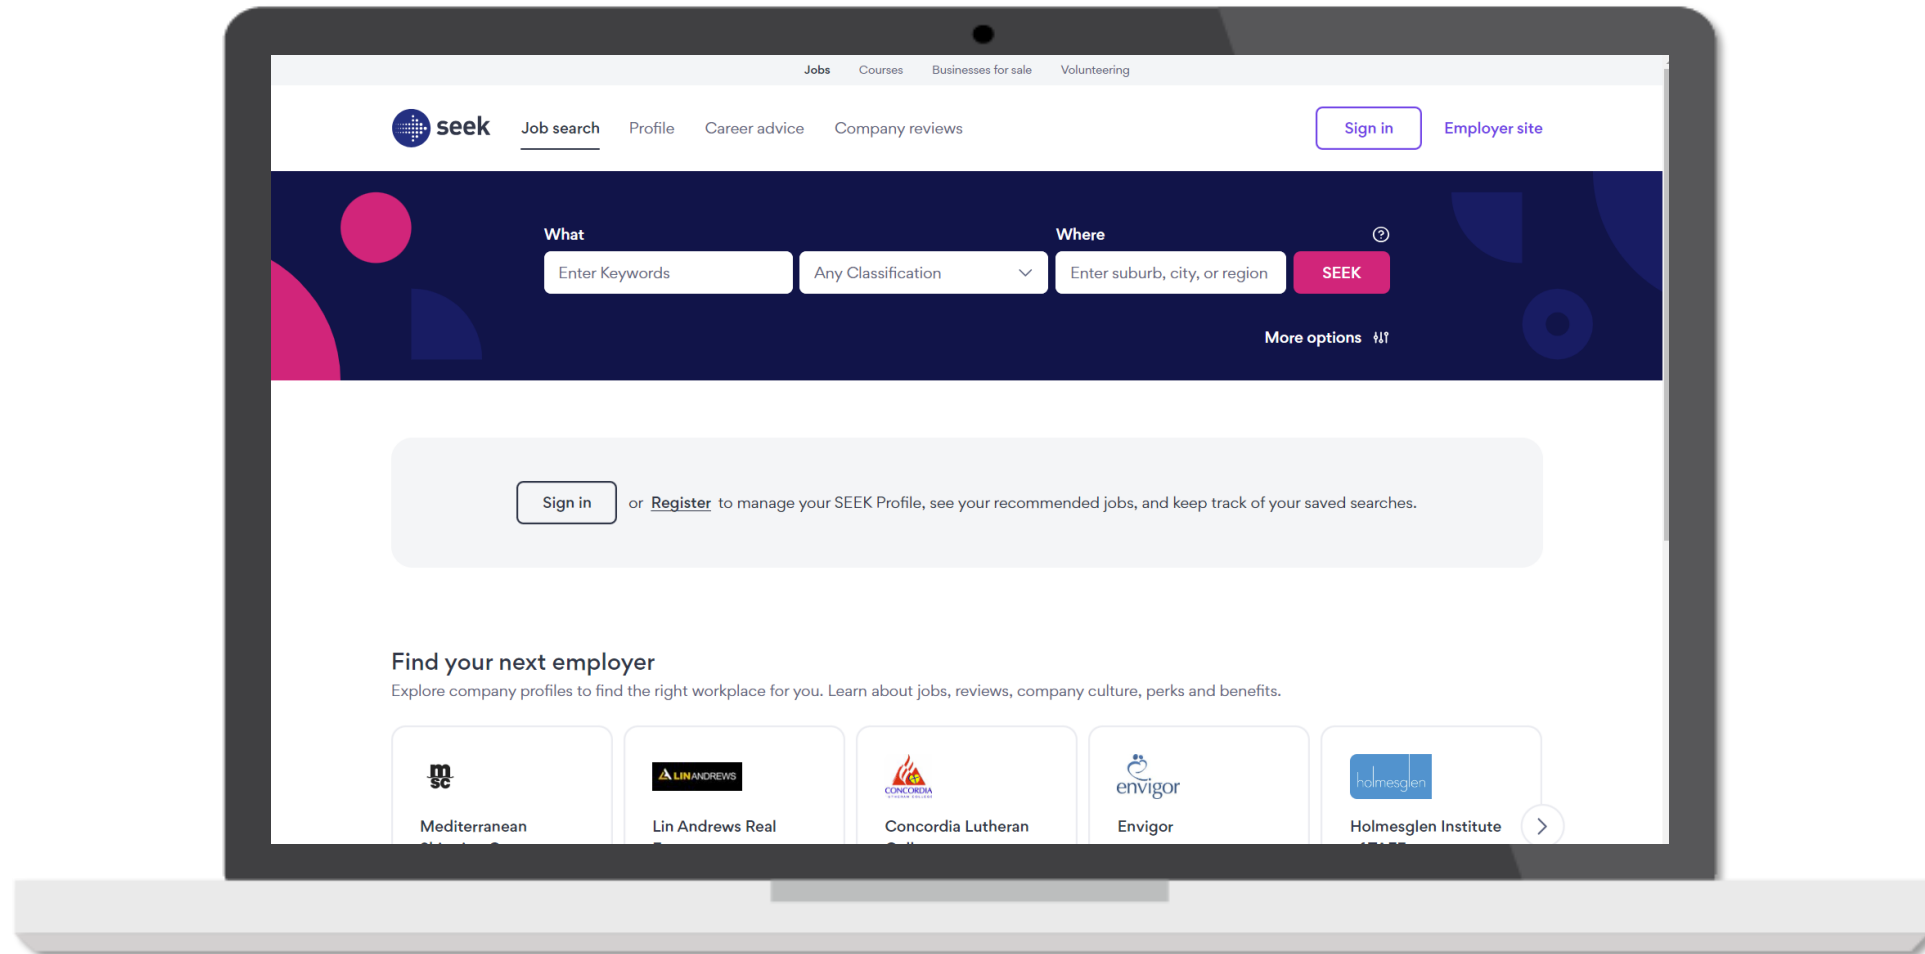 Jobs Courses Businesses for sale Volunteering
seek Job search Profile Career advice Company reviews Sign in Employer site
What Where
Enter Keywords Any Classification Enter suburb, city, or region SEEK
More options
Sign in or Register to manage your SEEK Profile, see your recommended jobs, and keep track of your saved searches.
Find your next employer
Explore company profiles to find the right workplace for you. Learn about jobs, reviews, company culture, perks and benefits.
msc LIN ANDREWS CONCORDIA envigor holmesglen
Mediterranean Lin Andrews Real Concordia Lutheran Envigor Holmesglen Institute